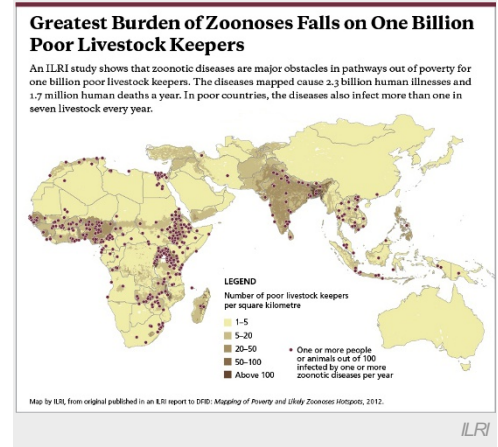 Greatest Burden of Zoonoses Falls on One Billion
Poor Livestock Keepers
An ILRI study shows that zoonotic diseases are major obstacles in pathways out of poverty for
one billion poor livestock keepers. The diseases mapped cause 2.3 billion human illnesses and
1.7 million human deaths a year. In poor countries, the diseases also infect more than one in
seven livestock every year.
LEGEND
Number of poor livestock keepers
per square kilometre
1–5
5–20
20–50
50–100
Above 100
One or more people
or animals out of 100
infected by one or more
zoonotic diseases per year
Map by ILRI, from original published in an ILRI report to DFID: Mapping of Poverty and Likely Zoonoses Hotspots, 2012.
ILRI